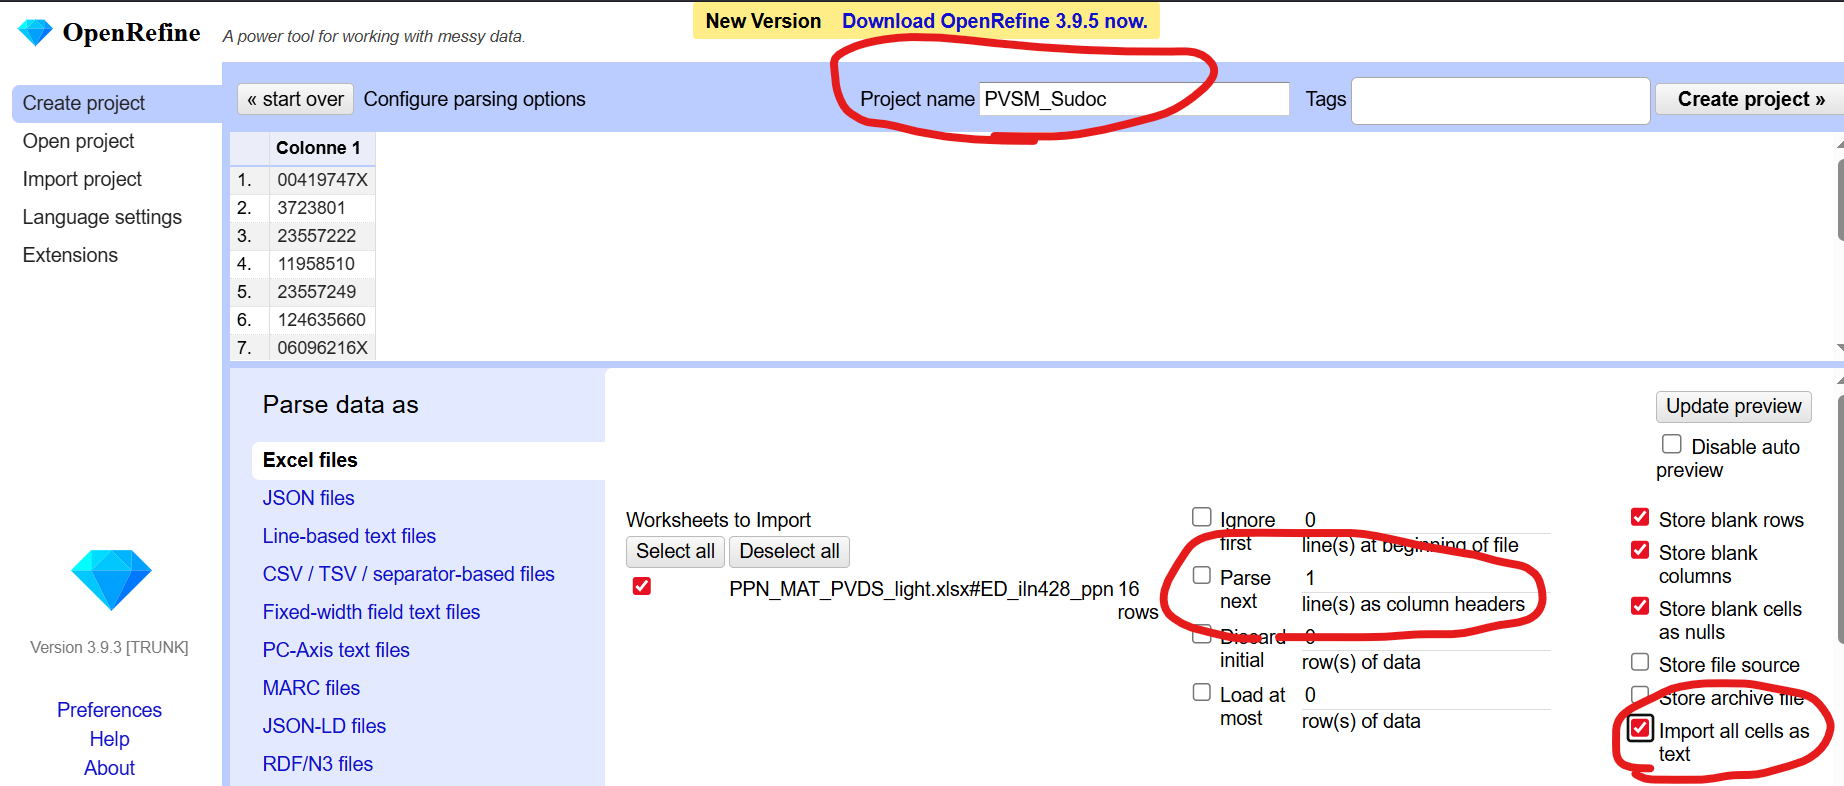 New Version Download OpenRefine 3.9.5 now.
OpenRefine A power tool for working with messy data.
Create project
Open project
Import project
Language settings
Extensions
« start over Configure parsing options Project name PVSM_Sudoc Tags Create project »
Colonne 1
1. 00419747X
2. 3723801
3. 23557222
4. 11958510
5. 23557249
6. 124635660
7. 06096216X
Parse data as
Excel files
JSON files
Line-based text files
CSV / TSV / separator-based files
Fixed-width field text files
PC-Axis text files
MARC files
JSON-LD files
RDF/N3 files
Worksheets to Import
Select all Deselect all
PPN_MAT_PVDS_light.xlsx#ED_iln428_ppn 16
rows
Ignore 0
first line(s) at beginning of file
Parse 1
next line(s) as column headers
Discard 0
initial row(s) of data
Load at 0
most row(s) of data
Update preview
Disable auto
preview
Store blank rows
Store blank
columns
Store blank cells
as nulls
Store file source
Store archive file
Import all cells as
text
Version 3.9.3 [TRUNK]
Preferences
Help
About